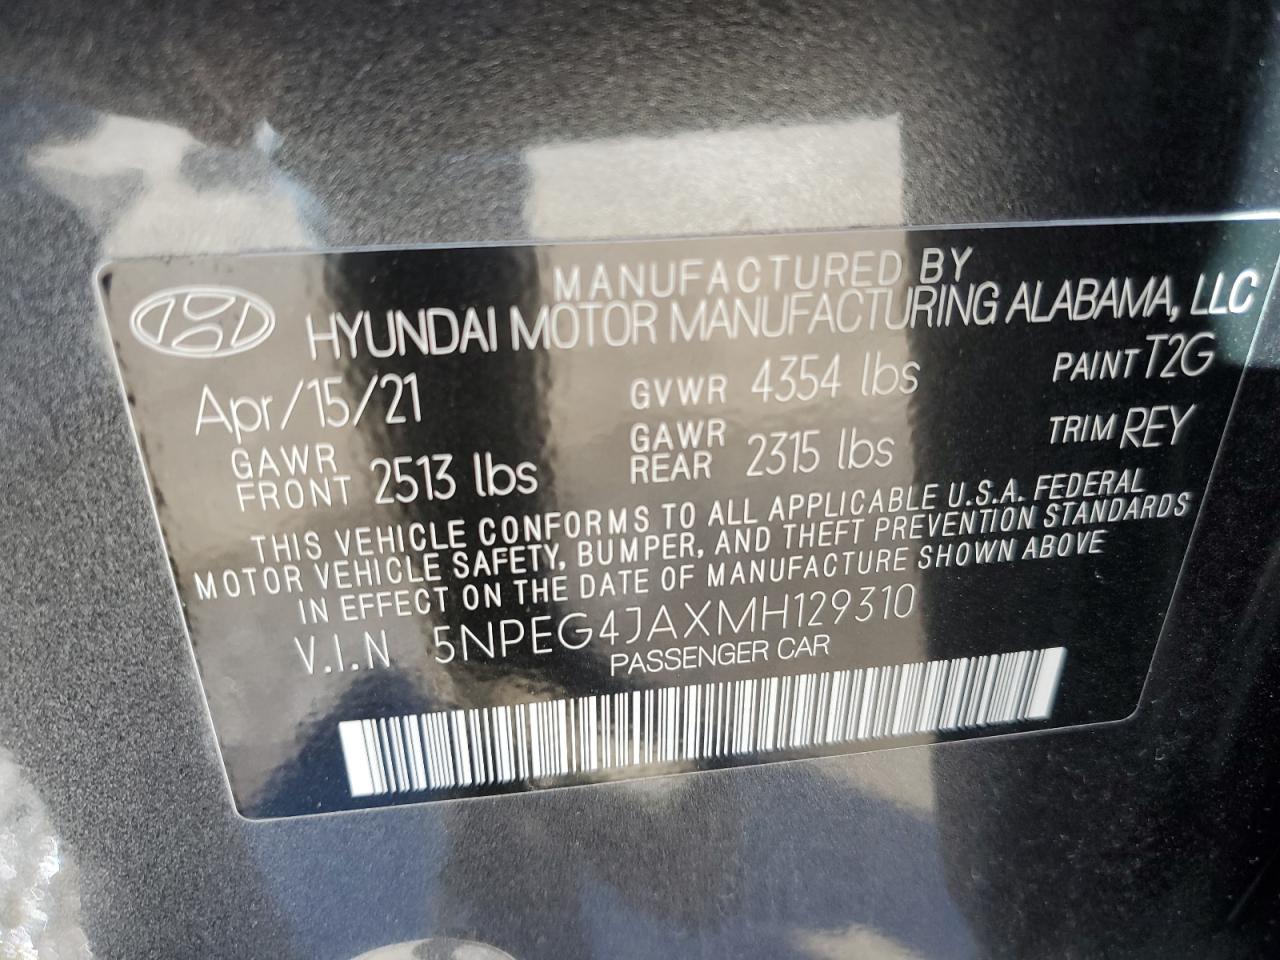 MANUFACTURED BY
HYUNDAI MOTOR MANUFACTURING ALABAMA, LLC
Apr/15/21 GVWR 4354 lbs PAINT T2G
GAWR FRONT 2513 lbs GAWR REAR 2315 lbs TRIM REY
THIS VEHICLE CONFORMS TO ALL APPLICABLE U.S.A. FEDERAL
MOTOR VEHICLE SAFETY, BUMPER, AND THEFT PREVENTION STANDARDS
IN EFFECT ON THE DATE OF MANUFACTURE SHOWN ABOVE
V.I.N 5NPEG4JAXMH129310
PASSENGER CAR